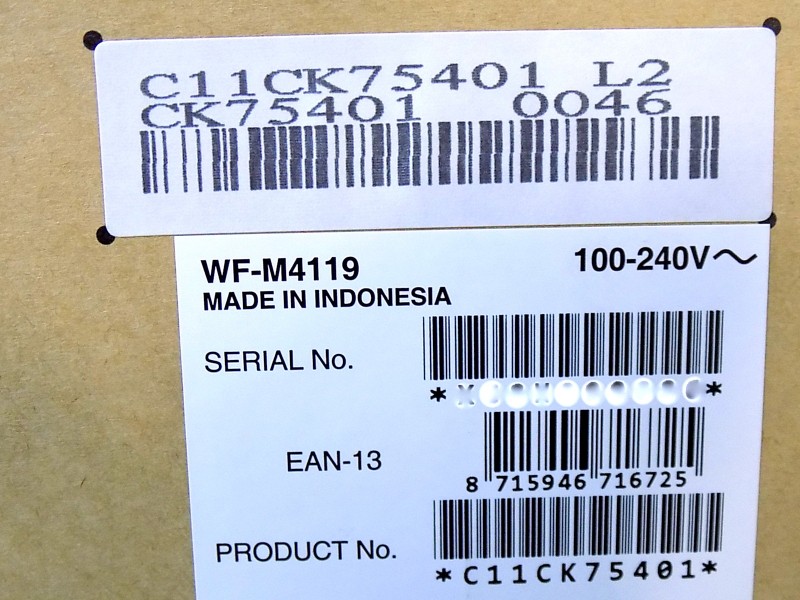 C11CK75401 L2
CK75401 0046
WF-M4119 100-240V～
MADE IN INDONESIA
SERIAL No.
EAN-13
8 715946 716725
PRODUCT No.
*C11CK75401*